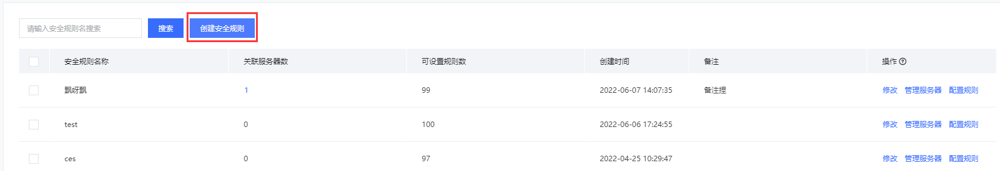 请输入安全规则名搜索 搜索 创建安全规则
安全规则名称 关联服务器数 可设置规则数 创建时间 备注 操作
飘呀飘 1 99 2022-06-07 14:07:35 备注捏 修改 管理服务器 配置规则
test 0 100 2022-06-06 17:24:55 修改 管理服务器 配置规则
ces 0 97 2022-04-25 10:29:47 修改 管理服务器 配置规则